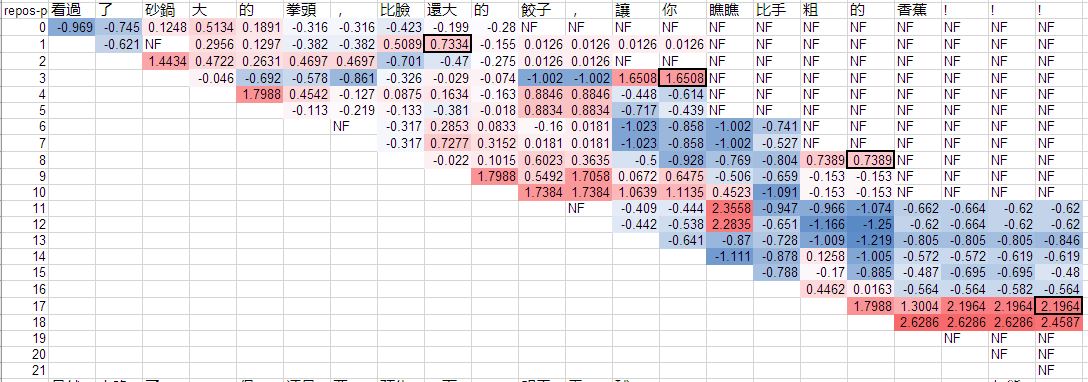 repos-p 看過 了 砂鍋 大 的 拳頭 , 比臉 還大 的 餃子 , 讓 你 瞧瞧 比手 粗 的 香蕉 ! ! !
0 -0.969 -0.745 0.1248 0.5134 0.1891 -0.316 -0.316 -0.423 -0.199 -0.28 NF NF NF NF NF NF NF NF NF NF NF NF
1 -0.621 NF 0.2956 0.1297 -0.382 -0.382 0.5089 0.7334 -0.155 0.0126 0.0126 0.0126 0.0126 NF NF NF NF NF NF NF NF
2 1.4434 0.4722 0.2631 0.4697 0.4697 -0.701 -0.47 -0.275 0.0126 0.0126 NF NF NF NF NF NF NF NF NF NF
3 -0.046 -0.692 -0.578 -0.861 -0.326 -0.029 -0.074 -1.002 -1.002 1.6508 1.6508 NF NF NF NF NF NF NF NF
4 1.7988 0.4542 -0.127 0.0875 0.1634 -0.163 0.8846 0.8846 -0.448 -0.614 NF NF NF NF NF NF NF NF
5 -0.113 -0.219 -0.133 -0.381 -0.018 0.8834 0.8834 -0.717 -0.439 NF NF NF NF NF NF NF NF
6 NF -0.317 0.2853 0.0833 -0.16 0.0181 -1.023 -0.858 -1.002 -0.741 NF NF NF NF NF NF
7 -0.317 0.7277 0.3152 0.0181 0.0181 -1.023 -0.858 -1.002 -0.527 NF NF NF NF NF NF
8 -0.022 0.1015 0.6023 0.3635 -0.5 -0.928 -0.769 -0.804 0.7389 0.7389 NF NF NF NF
9 1.7988 0.5492 1.7058 0.0672 0.6475 -0.506 -0.659 -0.153 -0.153 NF NF NF NF
10 1.7384 1.7384 1.0639 1.1135 0.4523 -1.091 -0.153 -0.153 NF NF NF NF
11 NF -0.409 -0.444 2.3558 -0.947 -0.966 -1.074 -0.662 -0.664 -0.62 -0.62
12 -0.442 -0.538 2.2835 -0.651 -1.166 -1.25 -0.62 -0.664 -0.62 -0.62
13 -0.641 -0.87 -0.728 -1.009 -1.219 -0.805 -0.805 -0.805 -0.846
14 -1.111 -0.878 0.1258 -1.005 -0.572 -0.572 -0.619 -0.619
15 -0.788 -0.17 -0.885 -0.487 -0.695 -0.695 -0.48
16 0.4462 0.0163 -0.564 -0.564 -0.582 -0.564
17 1.7988 1.3004 2.1964 2.1964 2.1964
18 2.6286 2.6286 2.6286 2.4587
19 NF NF NF
20 NF NF
21 NF